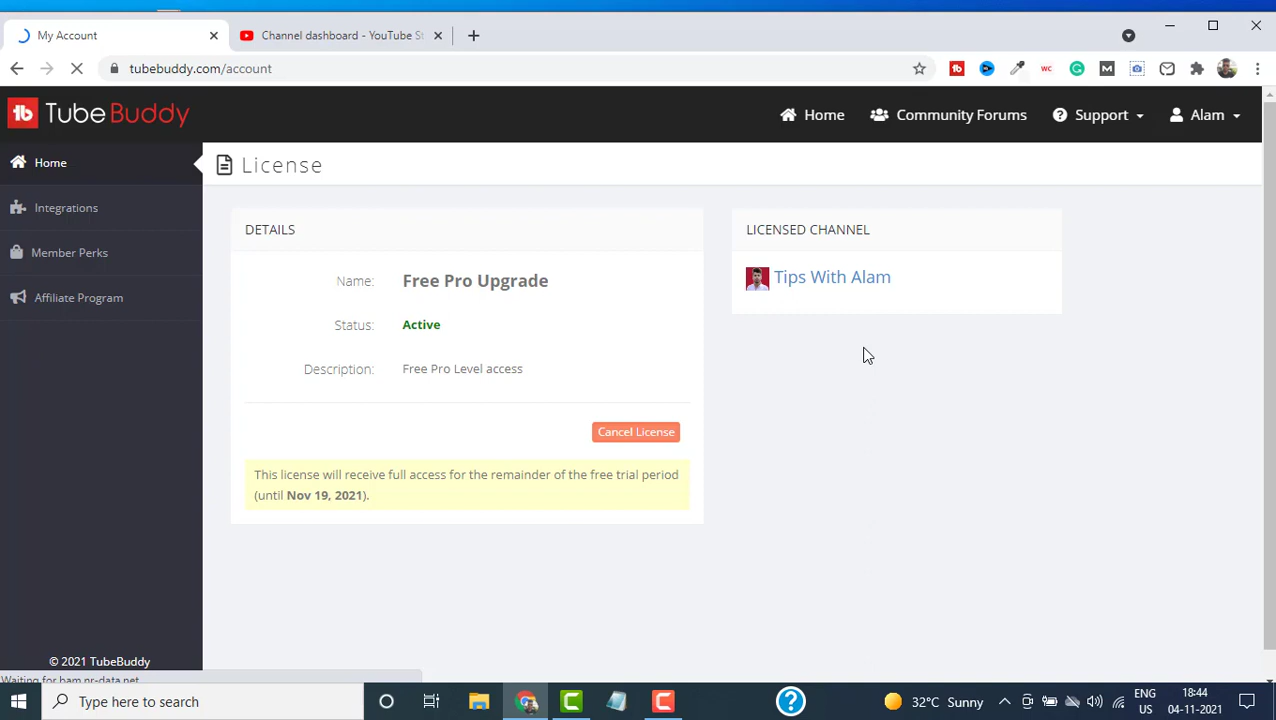 My Account
Channel dashboard - YouTube St
tubebuddy.com/account
WC
M
tb TubeBuddy
Home
Community Forums
Support
Alam
Home
Integrations
Member Perks
Affiliate Program
License
DETAILS
Name: Free Pro Upgrade
Status: Active
Description: Free Pro Level access
Cancel License
This license will receive full access for the remainder of the free trial period
(until Nov 19, 2021).
LICENSED CHANNEL
Tips With Alam
© 2021 TubeBuddy
Waiting for bam.nr-data.net
Type here to search
32°C Sunny
ENG
US
18:44
04-11-2021